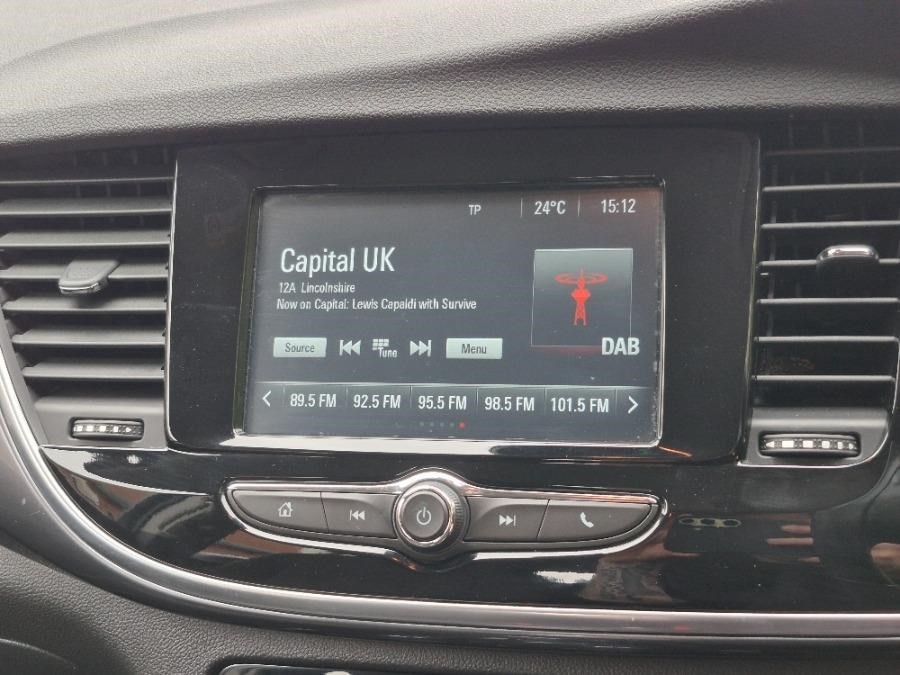 TP 24°C 15:12
Capital UK
12A Lincolnshire
Now on Capital: Lewis Capaldi with Survive
DAB
Source Tune Menu
89.5 FM 92.5 FM 95.5 FM 98.5 FM 101.5 FM